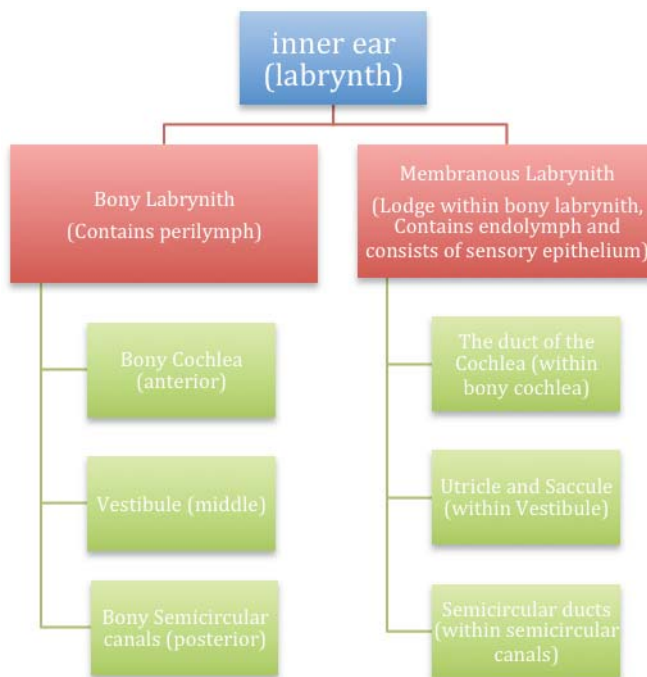 inner ear
(labrynth)
Bony Labrynith
(Contains perilymph)
Membranous Labrynith
(Lodge within bony labrynith,
Contains endolymph and
consists of sensory epithelium)
Bony Cochlea
(anterior)
Vestibule (middle)
Bony Semicircular
canals (posterior)
The duct of the
Cochlea (within
bony cochlea)
Utricle and Saccule
(within Vestibule)
Semicircular ducts
(within semicircular
canals)